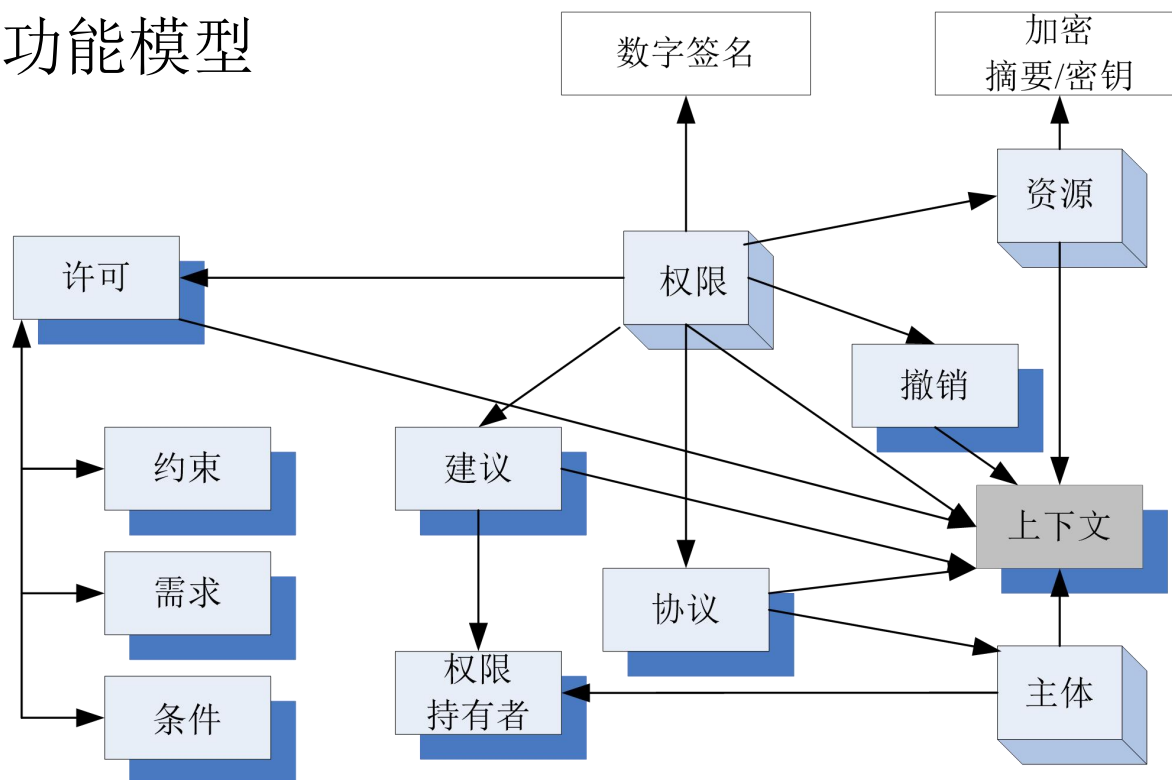 功能模型
数字签名
加密
摘要/密钥
资源
许可
权限
撤销
约束
建议
上下文
需求
协议
权限
持有者
主体
条件